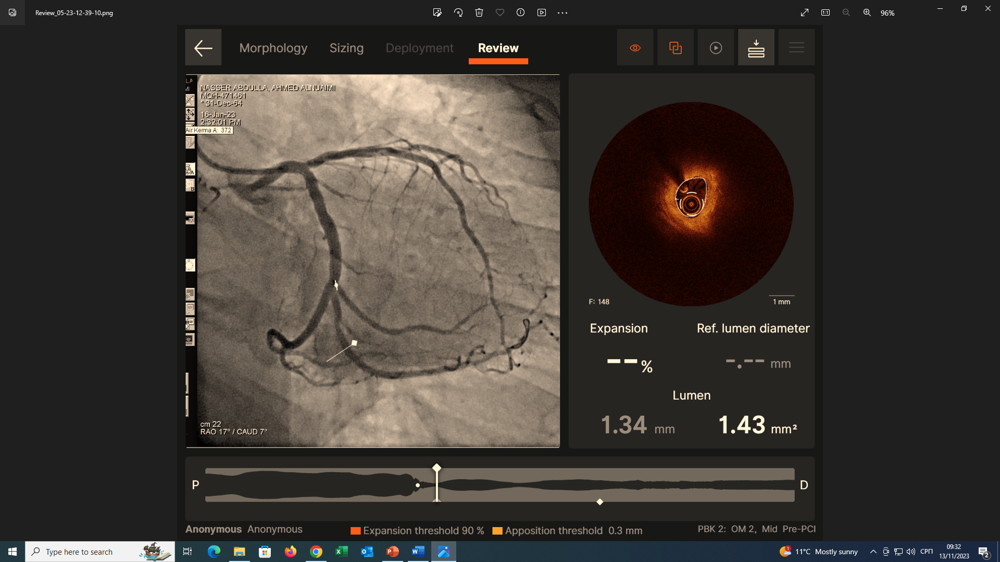 Review_05-23-12-39-10.png
96%
Morphology Sizing Deployment Review
NASSER ABDULLA, AHMED ALNUAIMI
MQH-471461
* 31-Dec-64
16-Jan-23
2:32:01 PM
Air Kerma A: 372
A
B
cm 22
RAO 17° / CAUD 7°
F: 148
1 mm
Expansion Ref. lumen diameter
--% -.-- mm
Lumen
1.34 mm 1.43 mm²
P D
Anonymous Anonymous
Expansion threshold 90 % Apposition threshold 0.3 mm
PBK 2: OM 2, Mid Pre-PCI
Type here to search
11°C Mostly sunny
СРП
09:32
13/11/2023
2